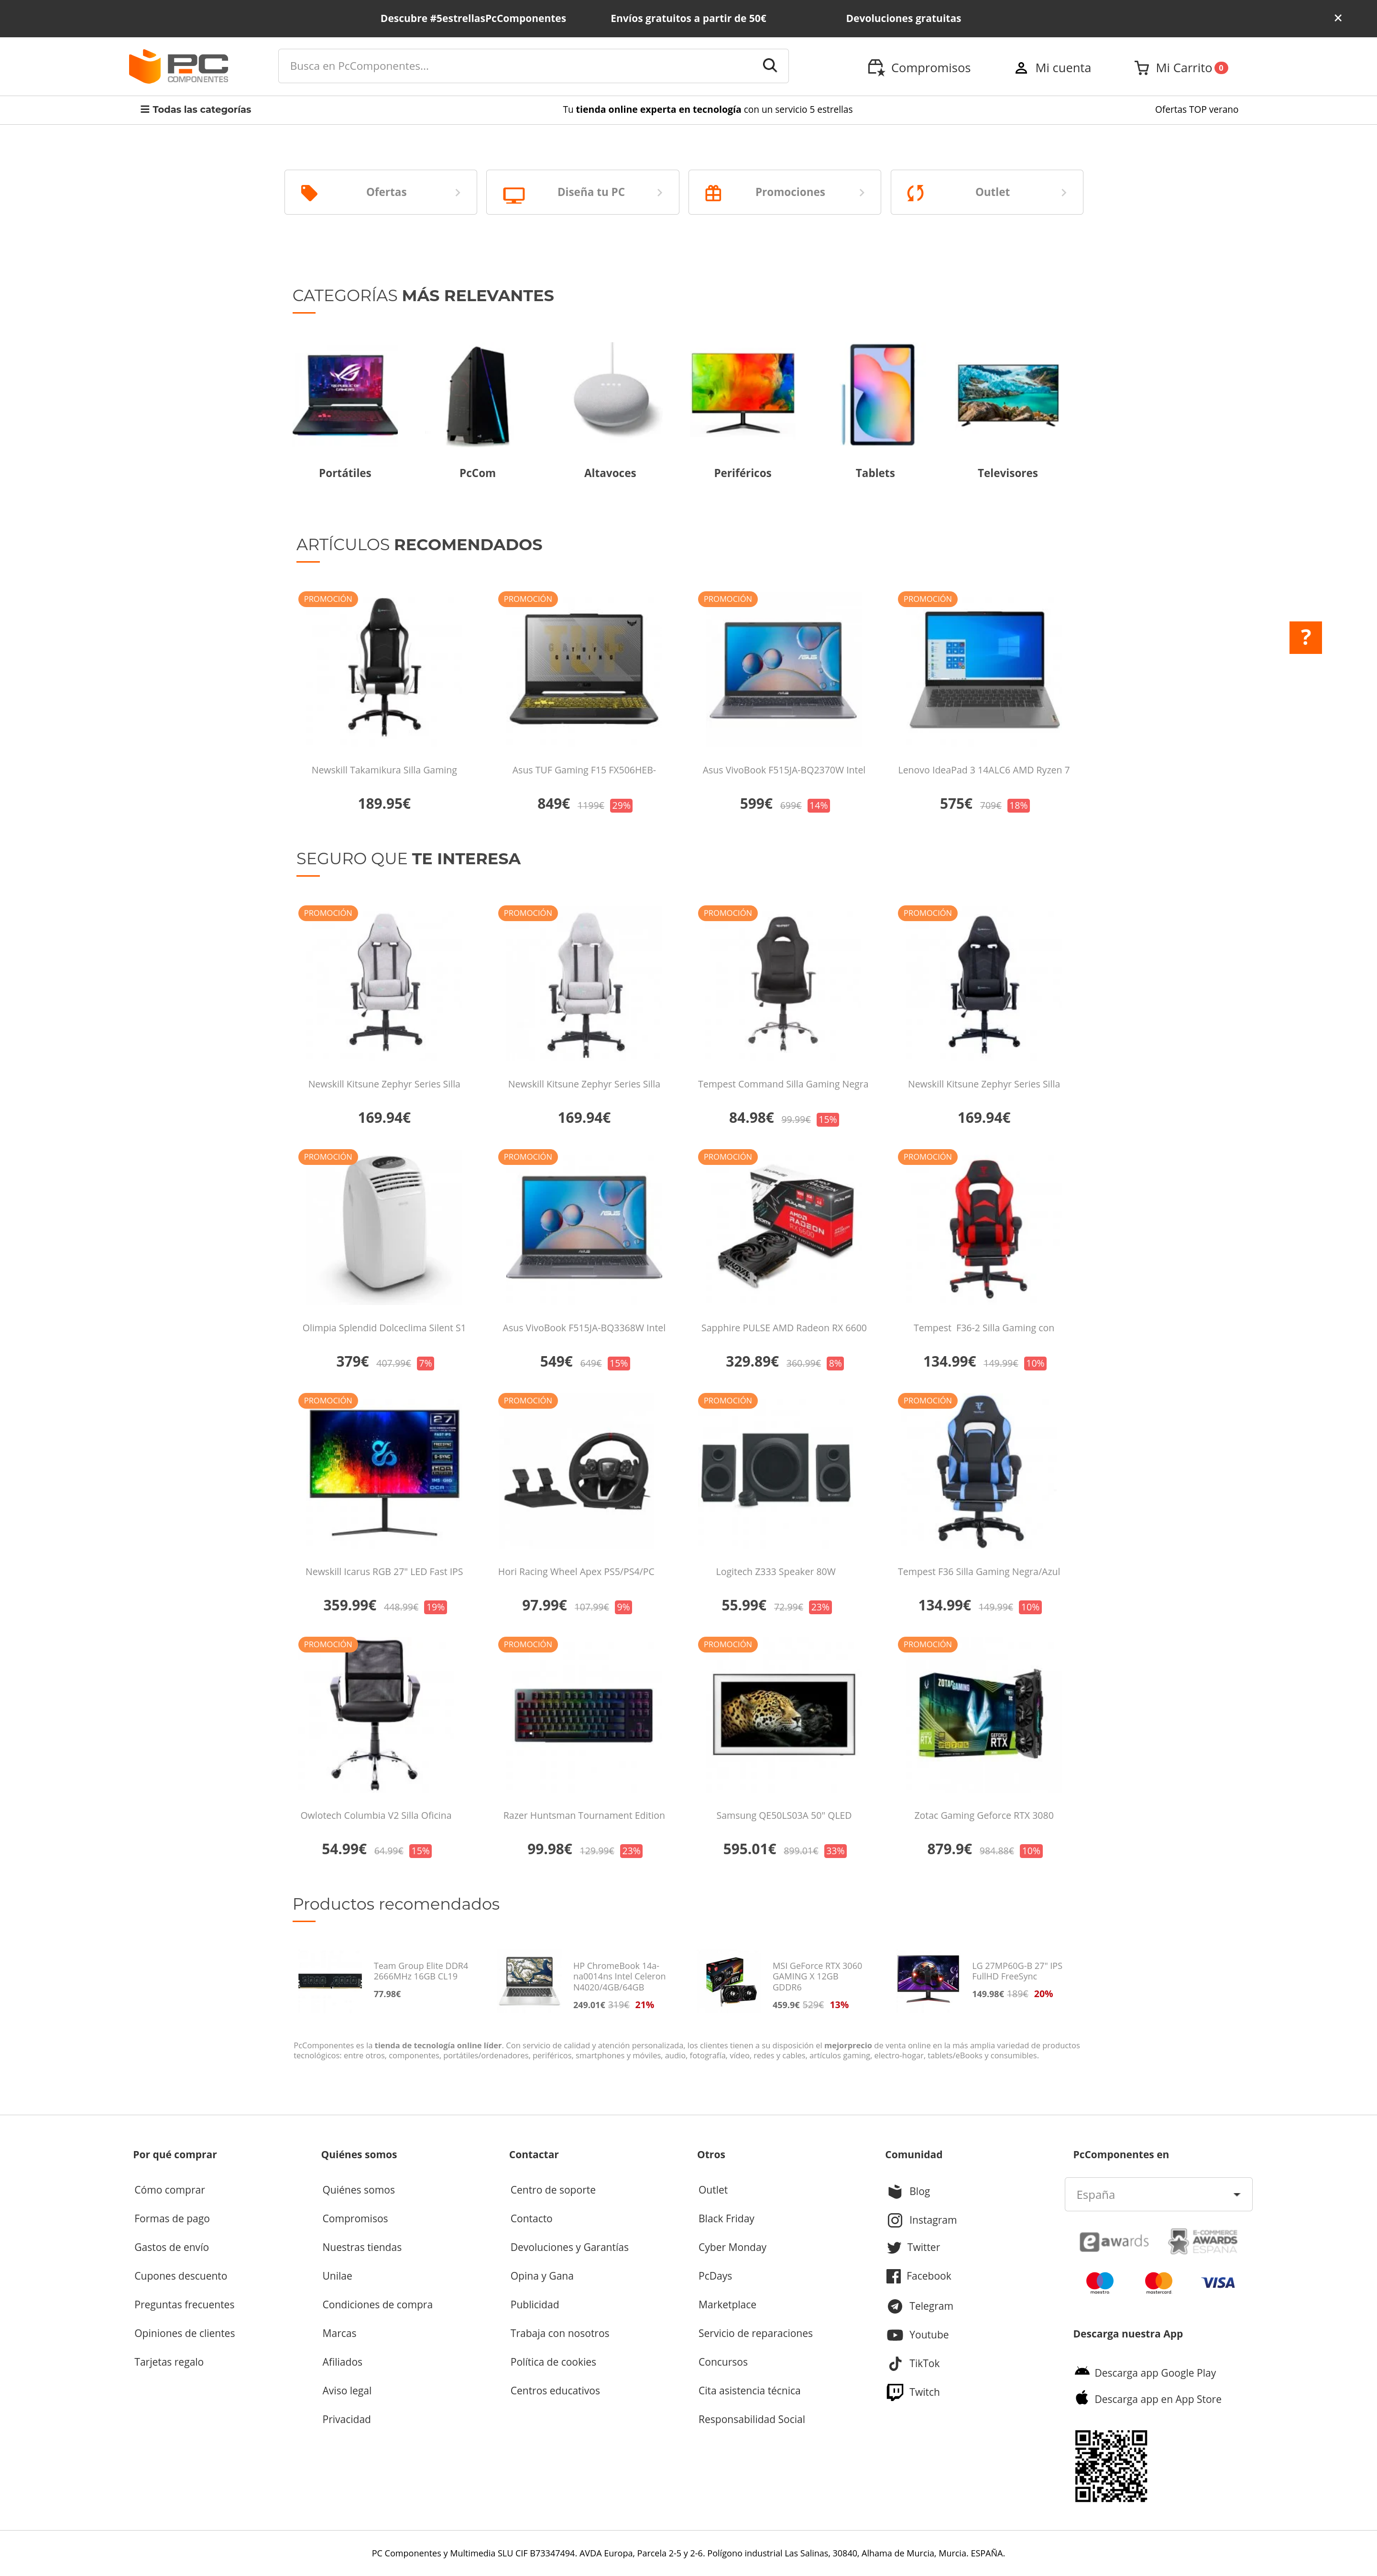 Descubre #5estrellasPcComponentes
Envíos gratuitos a partir de 50€
Devoluciones gratuitas
PC
COMPONENTES
Busca en PcComponentes...
Compromisos
Mi cuenta
Mi Carrito 0
Todas las categorías
Tu tienda online experta en tecnología con un servicio 5 estrellas
Ofertas TOP verano
Ofertas
Diseña tu PC
Promociones
Outlet
CATEGORÍAS MÁS RELEVANTES
Portátiles
PcCom
Altavoces
Periféricos
Tablets
Televisores
ARTÍCULOS RECOMENDADOS
PROMOCIÓN
PROMOCIÓN
PROMOCIÓN
PROMOCIÓN
?
Newskill Takamikura Silla Gaming
Asus TUF Gaming F15 FX506HEB-
Asus VivoBook F515JA-BQ2370W Intel
Lenovo IdeaPad 3 14ALC6 AMD Ryzen 7
189.95€
849€ 1199€ 29%
599€ 699€ 14%
575€ 709€ 18%
SEGURO QUE TE INTERESA
PROMOCIÓN
PROMOCIÓN
PROMOCIÓN
PROMOCIÓN
Newskill Kitsune Zephyr Series Silla
Newskill Kitsune Zephyr Series Silla
Tempest Command Silla Gaming Negra
Newskill Kitsune Zephyr Series Silla
169.94€
169.94€
84.98€ 99.99€ 15%
169.94€
PROMOCIÓN
PROMOCIÓN
PROMOCIÓN
PROMOCIÓN
ASUS
AMD
RADEON
RX 6600
Olimpia Splendid Dolceclima Silent S1
Asus VivoBook F515JA-BQ3368W Intel
Sapphire PULSE AMD Radeon RX 6600
Tempest F36-2 Silla Gaming con
379€ 407.99€ 7%
549€ 649€ 15%
329.89€ 360.99€ 8%
134.99€ 149.99€ 10%
PROMOCIÓN
PROMOCIÓN
PROMOCIÓN
PROMOCIÓN
27
Newskill Icarus RGB 27" LED Fast IPS
Hori Racing Wheel Apex PS5/PS4/PC
Logitech Z333 Speaker 80W
Tempest F36 Silla Gaming Negra/Azul
359.99€ 448.99€ 19%
97.99€ 107.99€ 9%
55.99€ 72.99€ 23%
134.99€ 149.99€ 10%
PROMOCIÓN
PROMOCIÓN
PROMOCIÓN
PROMOCIÓN
ZOTAC GAMING
GEFORCE
RTX
Owlotech Columbia V2 Silla Oficina
Razer Huntsman Tournament Edition
Samsung QE50LS03A 50" QLED
Zotac Gaming Geforce RTX 3080
54.99€ 64.99€ 15%
99.98€ 129.99€ 23%
595.01€ 899.01€ 33%
879.9€ 984.88€ 10%
Productos recomendados
Team Group Elite DDR4
2666MHz 16GB CL19
77.98€
HP ChromeBook 14a-
na0014ns Intel Celeron
N4020/4GB/64GB
249.01€ 319€ 21%
MSI GeForce RTX 3060
GAMING X 12GB
GDDR6
459.9€ 529€ 13%
LG 27MP60G-B 27" IPS
FullHD FreeSync
149.98€ 189€ 20%
PcComponentes es la tienda de tecnología online líder. Con servicio de calidad y atención personalizada, los clientes tienen a su disposición el mejorprecio de venta online en la más amplia variedad de productos
tecnológicos: entre otros, componentes, portátiles/ordenadores, periféricos, smartphones y móviles, audio, fotografía, vídeo, redes y cables, artículos gaming, electro-hogar, tablets/eBooks y consumibles.
Por qué comprar
Cómo comprar
Formas de pago
Gastos de envío
Cupones descuento
Preguntas frecuentes
Opiniones de clientes
Tarjetas regalo
Quiénes somos
Quiénes somos
Compromisos
Nuestras tiendas
Unilae
Condiciones de compra
Marcas
Afiliados
Aviso legal
Privacidad
Contactar
Centro de soporte
Contacto
Devoluciones y Garantías
Opina y Gana
Publicidad
Trabaja con nosotros
Política de cookies
Centros educativos
Otros
Outlet
Black Friday
Cyber Monday
PcDays
Marketplace
Servicio de reparaciones
Concursos
Cita asistencia técnica
Responsabilidad Social
Comunidad
Blog
Instagram
Twitter
Facebook
Telegram
Youtube
TikTok
Twitch
PcComponentes en
España
eawards
E-COMMERCE
AWARDS
ESPAÑA
maestro
mastercard
VISA
Descarga nuestra App
Descarga app Google Play
Descarga app en App Store
PC Componentes y Multimedia SLU CIF B73347494. AVDA Europa, Parcela 2-5 y 2-6. Polígono industrial Las Salinas, 30840, Alhama de Murcia, Murcia. ESPAÑA.